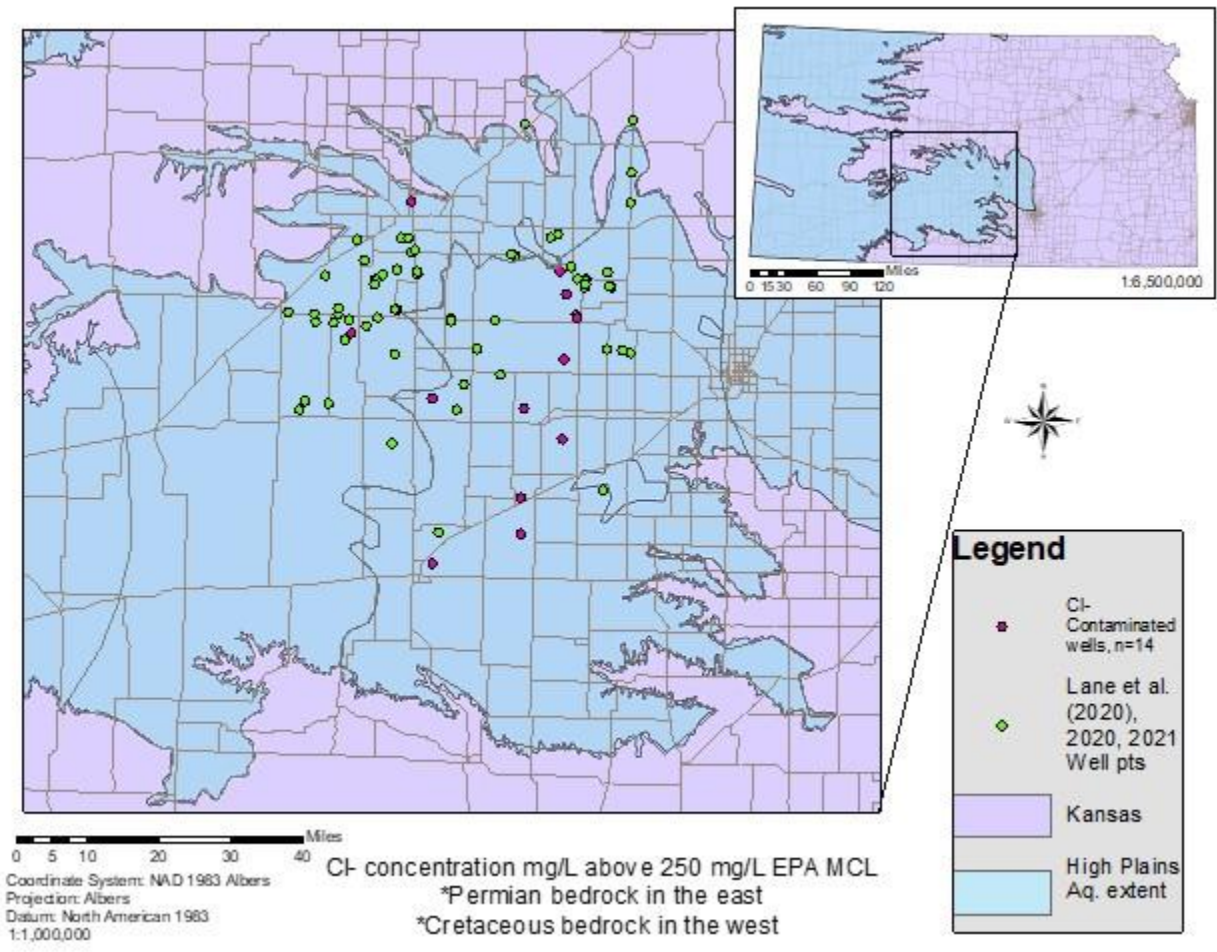 Miles
0 15 30 60 90 120
1:6,500,000
Legend
Cl-
Contaminated
wells, n=14
Lane et al.
(2020),
2020, 2021
Well pts
Kansas
High Plains
Aq. extent
Miles
0 5 10 20 30 40
Coordinate System: NAD 1983 Albers
Projection: Albers
Datum: North American 1983
1:1,000,000
Cl- concentration mg/L above 250 mg/L EPA MCL
*Permian bedrock in the east
*Cretaceous bedrock in the west